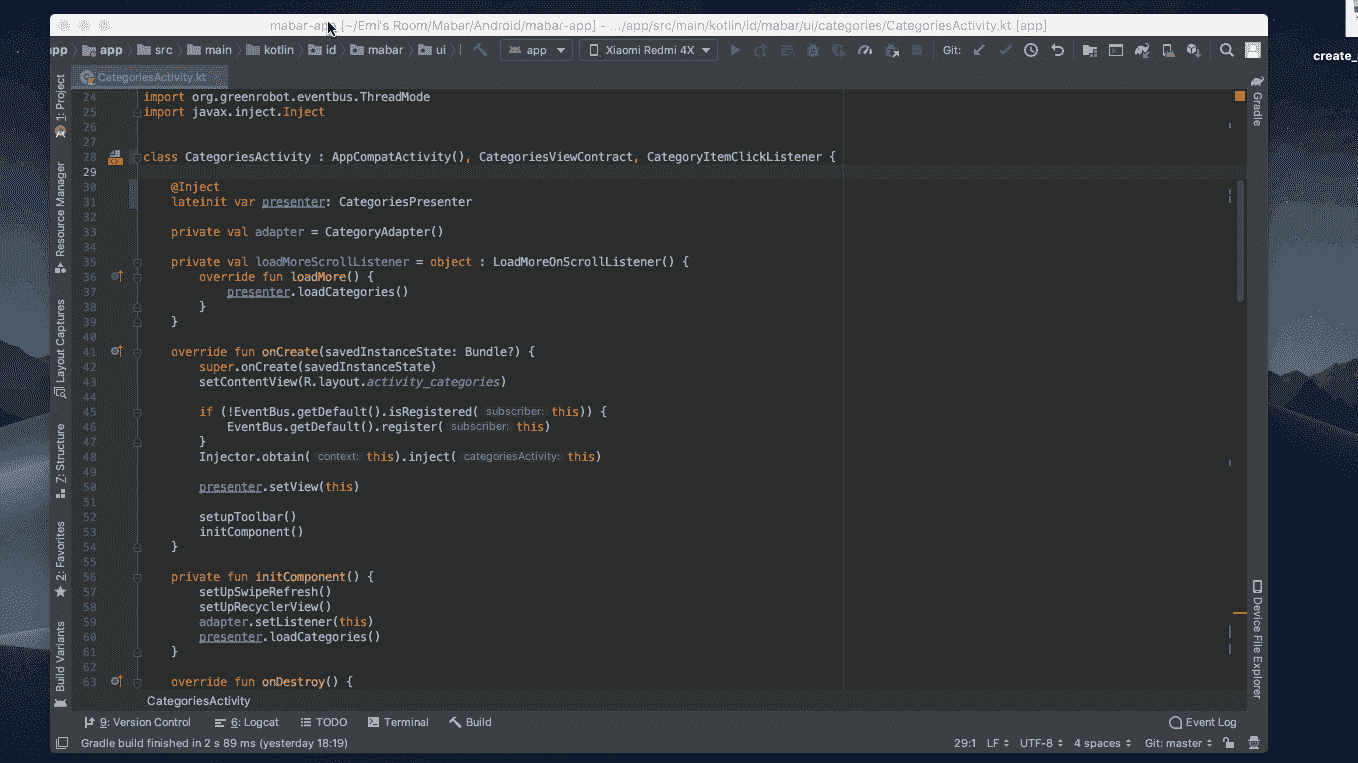 mabar-app [~/Emi's Room/Mabar/Android/mabar-app] - .../app/src/main/kotlin/id/mabar/ui/categories/CategoriesActivity.kt [app]
app app src main kotlin id mabar ui app Xiaomi Redmi 4X Git:
create_
CategoriesActivity.kt
1: Project
Resource Manager
Layout Captures
Z: Structure
2: Favorites
Build Variants
24 import org.greenrobot.eventbus.ThreadMode
25 import javax.inject.Inject
26
27
28 class CategoriesActivity : AppCompatActivity(), CategoriesViewContract, CategoryItemClickListener {
29
30 @Inject
31 lateinit var presenter: CategoriesPresenter
32
33 private val adapter = CategoryAdapter()
34
35 private val loadMoreScrollListener = object : LoadMoreOnScrollListener() {
36 override fun loadMore() {
37 presenter.loadCategories()
38 }
39 }
40
41 override fun onCreate(savedInstanceState: Bundle?) {
42 super.onCreate(savedInstanceState)
43 setContentView(R.layout.activity_categories)
44
45 if (!EventBus.getDefault().isRegistered( subscriber: this)) {
46 EventBus.getDefault().register( subscriber: this)
47 }
48 Injector.obtain( context: this).inject( categoriesActivity: this)
49
50 presenter.setView(this)
51
52 setupToolbar()
53 initComponent()
54 }
55
56 private fun initComponent() {
57 setUpSwipeRefresh()
58 setUpRecyclerView()
59 adapter.setListener(this)
60 presenter.loadCategories()
61 }
62
63 override fun onDestroy() {
Gradle
Device File Explorer
CategoriesActivity
9: Version Control 6: Logcat TODO Terminal Build Event Log
Gradle build finished in 2 s 89 ms (yesterday 18:19) 29:1 LF UTF-8 4 spaces Git: master